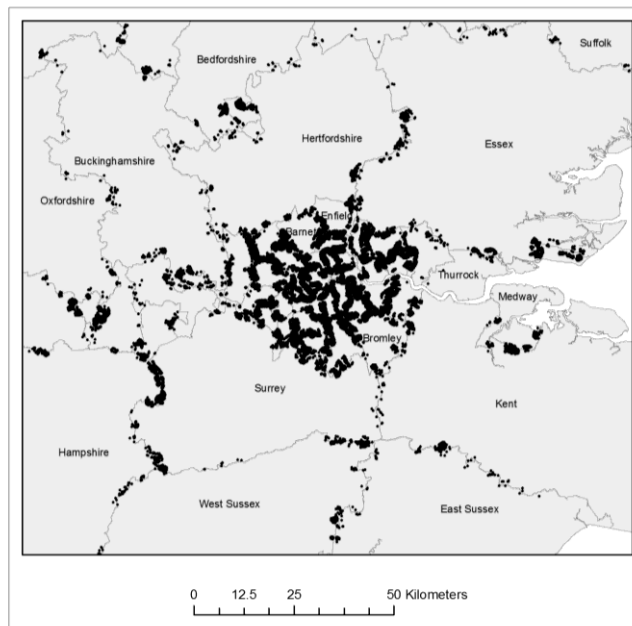 Suffolk
Bedfordshire
Hertfordshire
Essex
Buckinghamshire
Oxfordshire
Enfield
Barnet
Thurrock
Medway
Bromley
Surrey
Kent
Hampshire
West Sussex
East Sussex
0 12.5 25 50 Kilometers